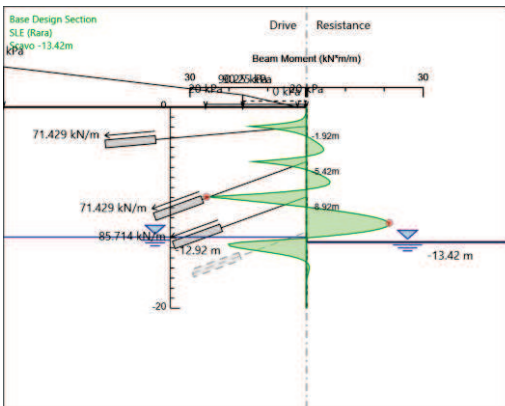 Base Design Section
SLE (Rara)
Scavo -13.42m
Drive
Resistance
kPa
Beam Moment (kN*m/m)
30
30
20 kPa
0 kPa
20 kPa
0
71.429 kN/m
-1.92m
-5.42m
-8.92m
71.429 kN/m
85.714 kN/m
-12.92 m
-13.42 m
-20